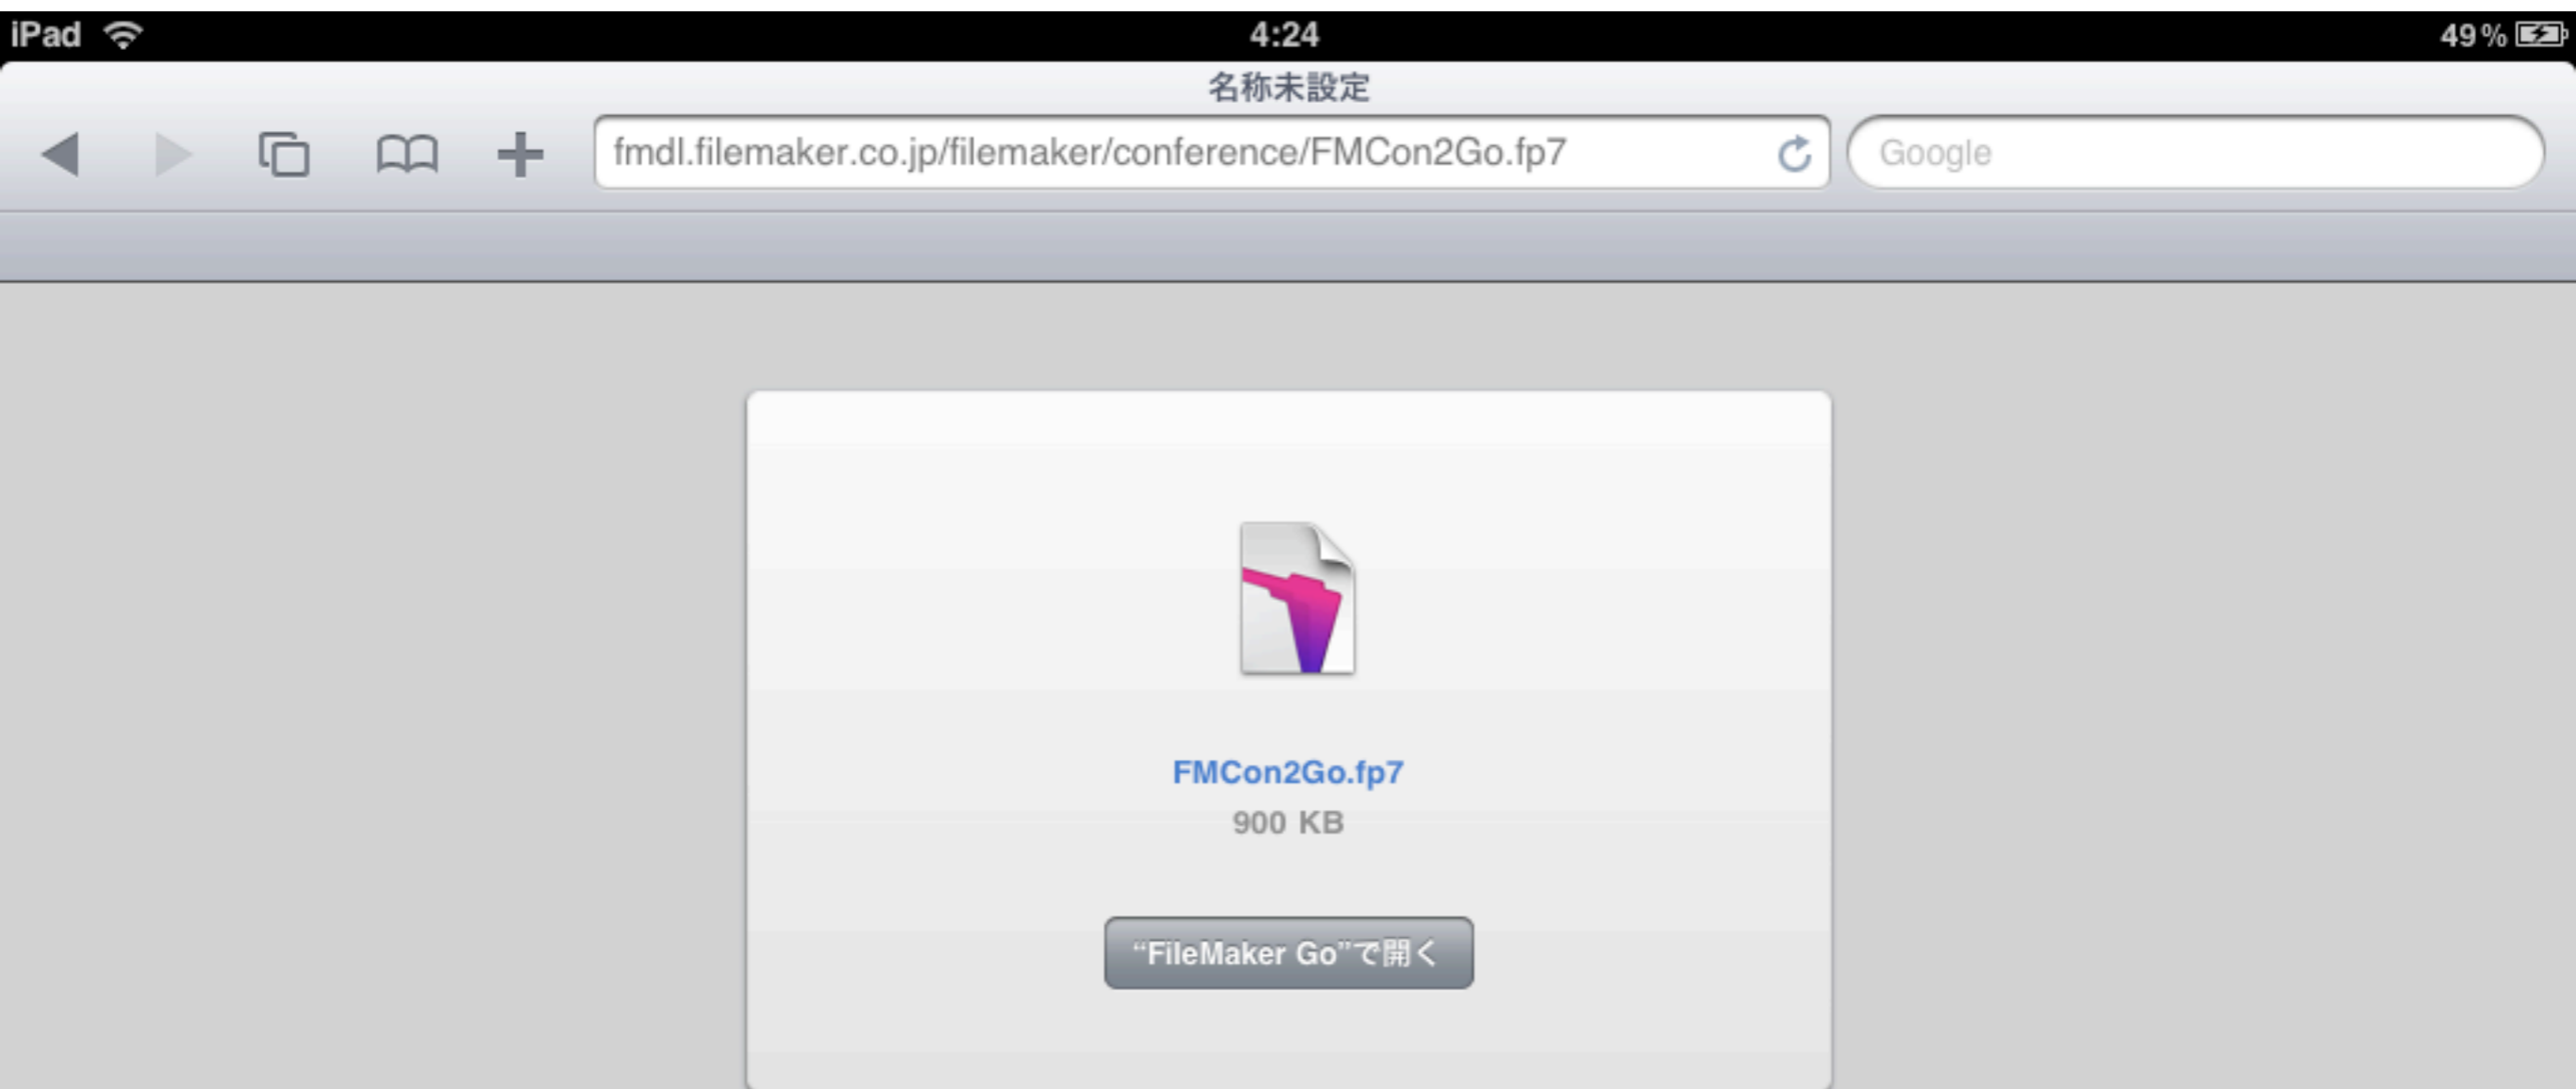 iPad 4:24 49%
名称未設定
fmdl.filemaker.co.jp/filemaker/conference/FMCon2Go.fp7 Google
FMCon2Go.fp7
900 KB
“FileMaker Go”で開く